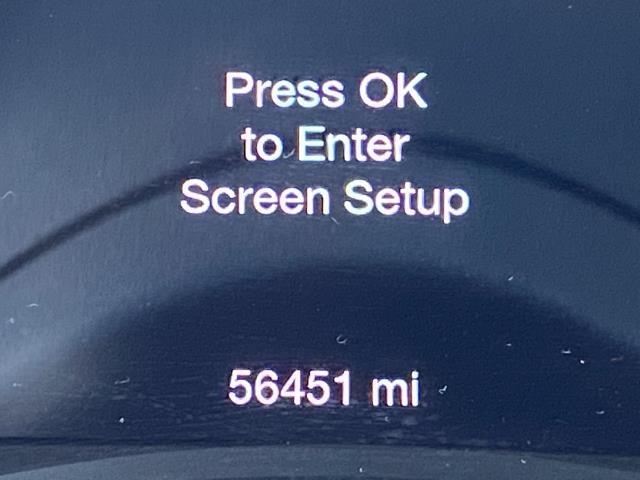 Press OK
to Enter
Screen Setup
56451 mi